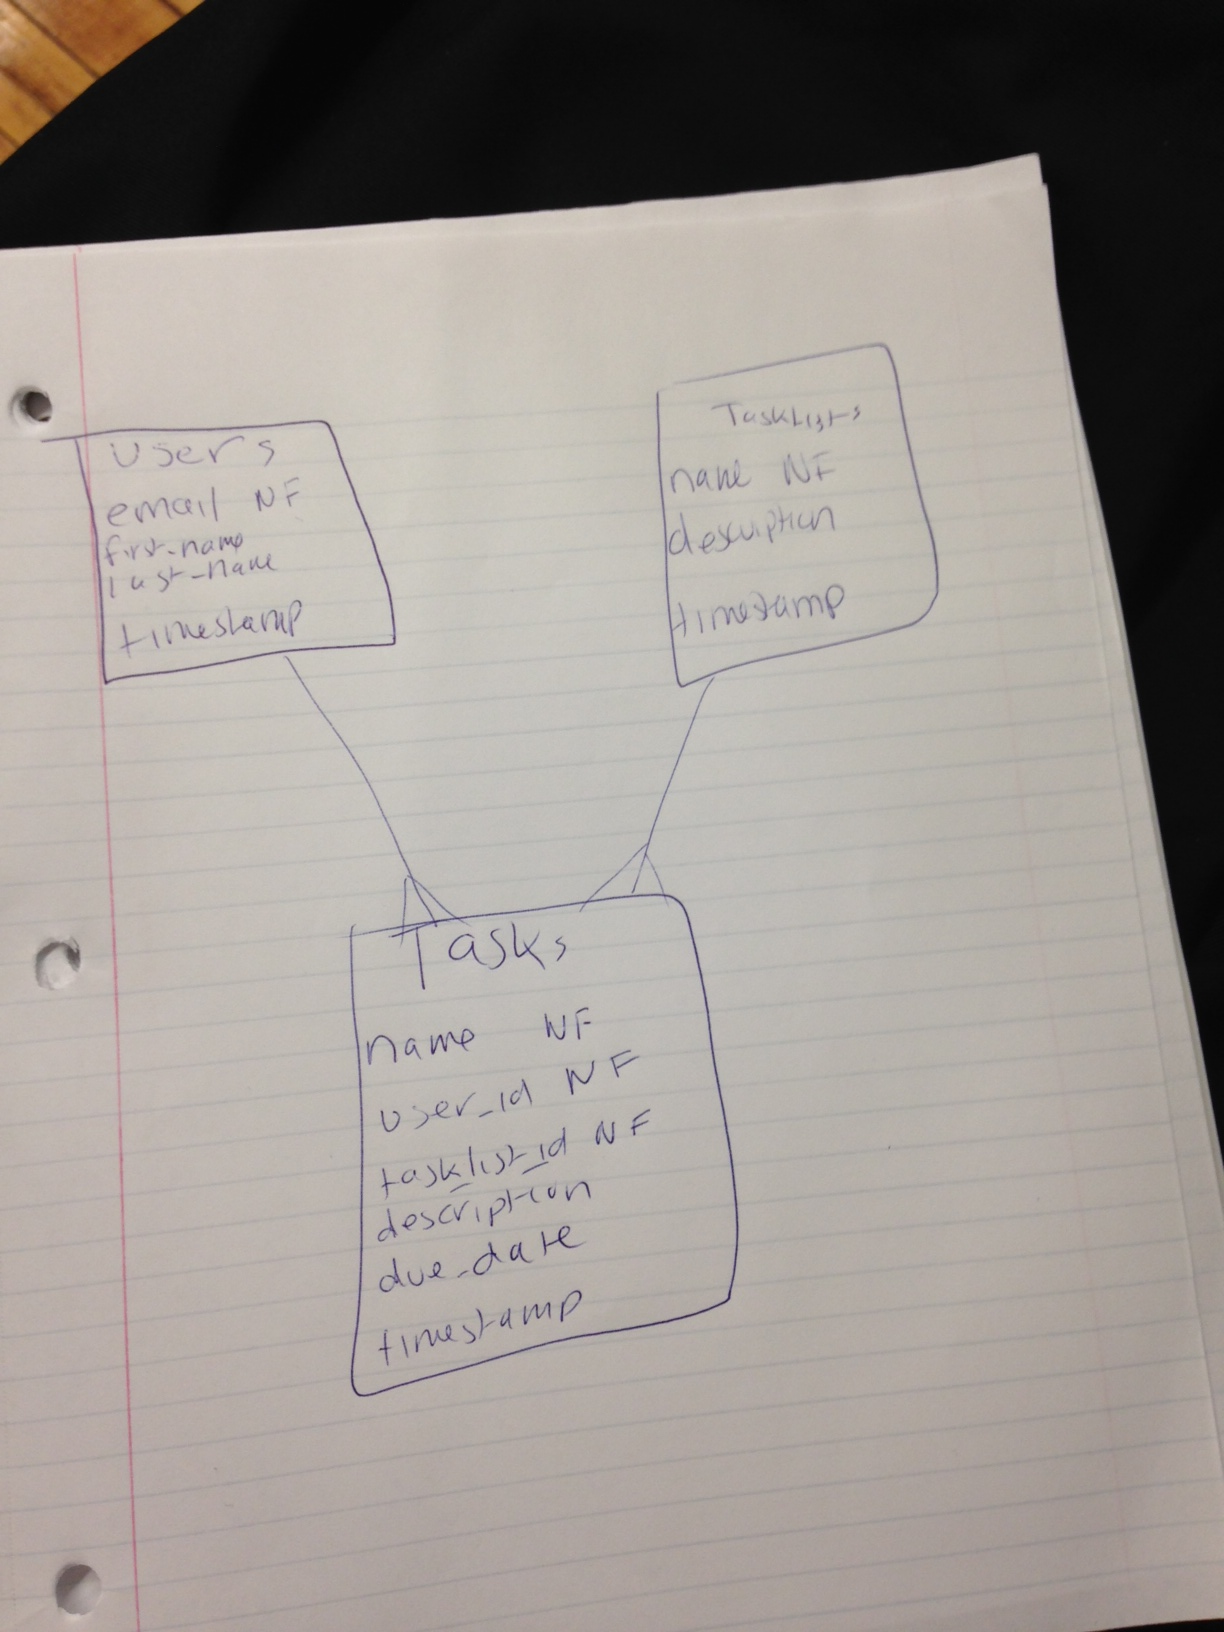 Users
email NF
first_name
last_name
timestamp
TaskLists
name NF
description
timestamp
Tasks
name NF
user_id NF
tasklist_id NF
description
due_date
timestamp